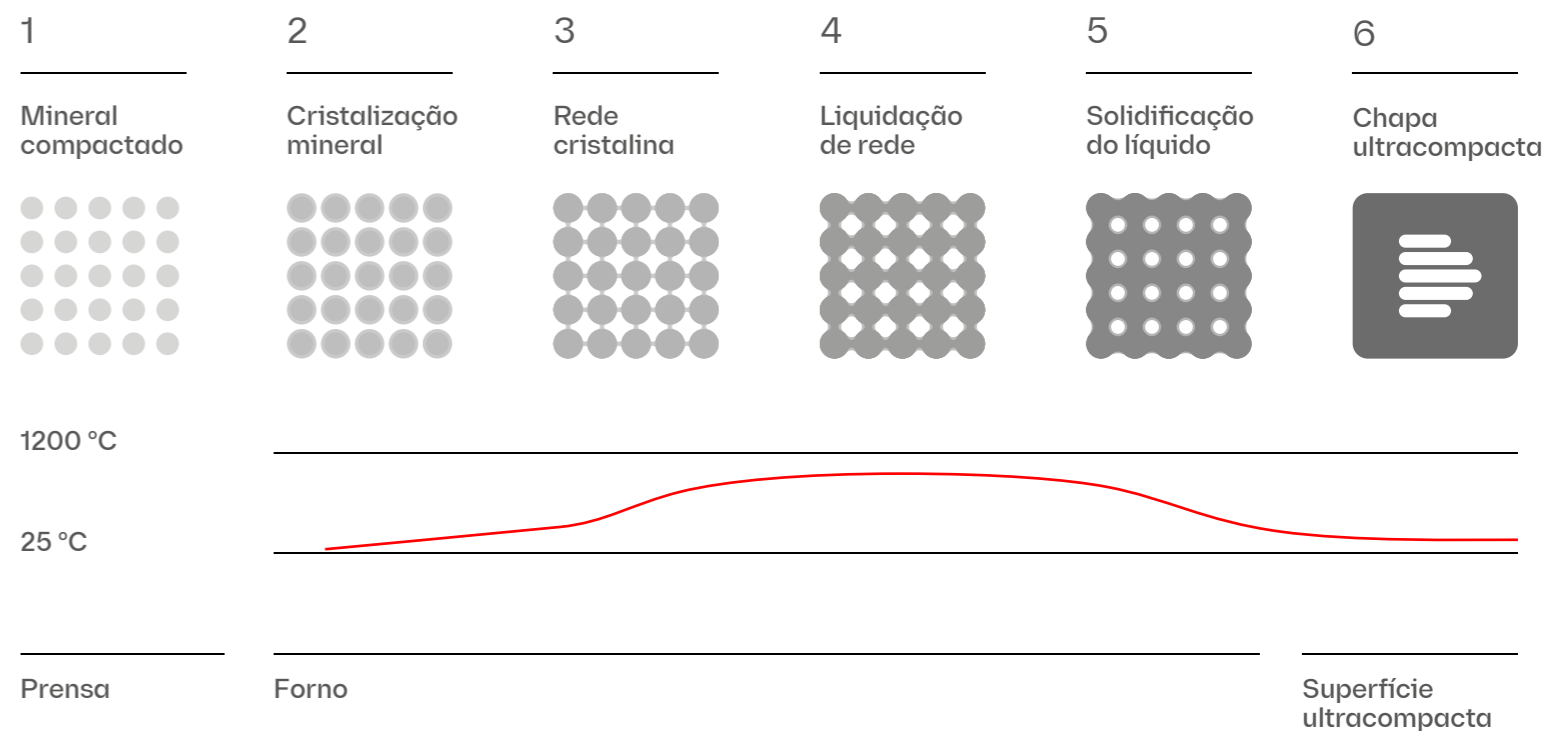 1
2
3
4
5
6
Mineral
compactado
Cristalização
mineral
Rede
cristalina
Liquidação
de rede
Solidificação
do líquido
Chapa
ultracompacta
1200 °C
25 °C
Prensa
Forno
Superfície
ultracompacta